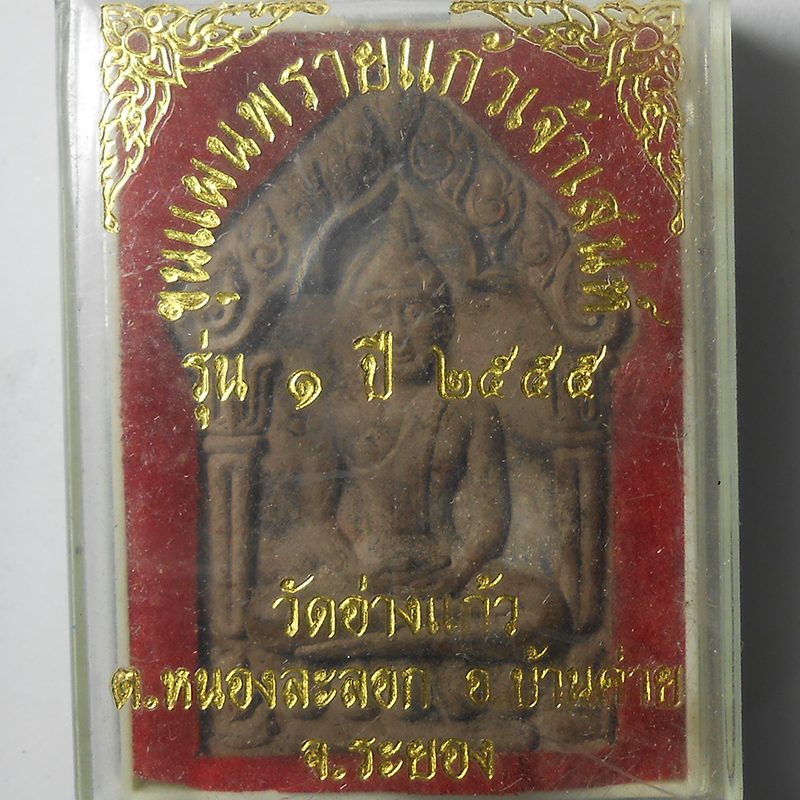 ขุนแผนพรายแก้วเจ้าเสน่ห์
รุ่น ๑ ปี ๒๕๕๕
วัดอ่างแก้ว
ต.หนองละลอก อ.บ้านค่าย
จ.ระยอง